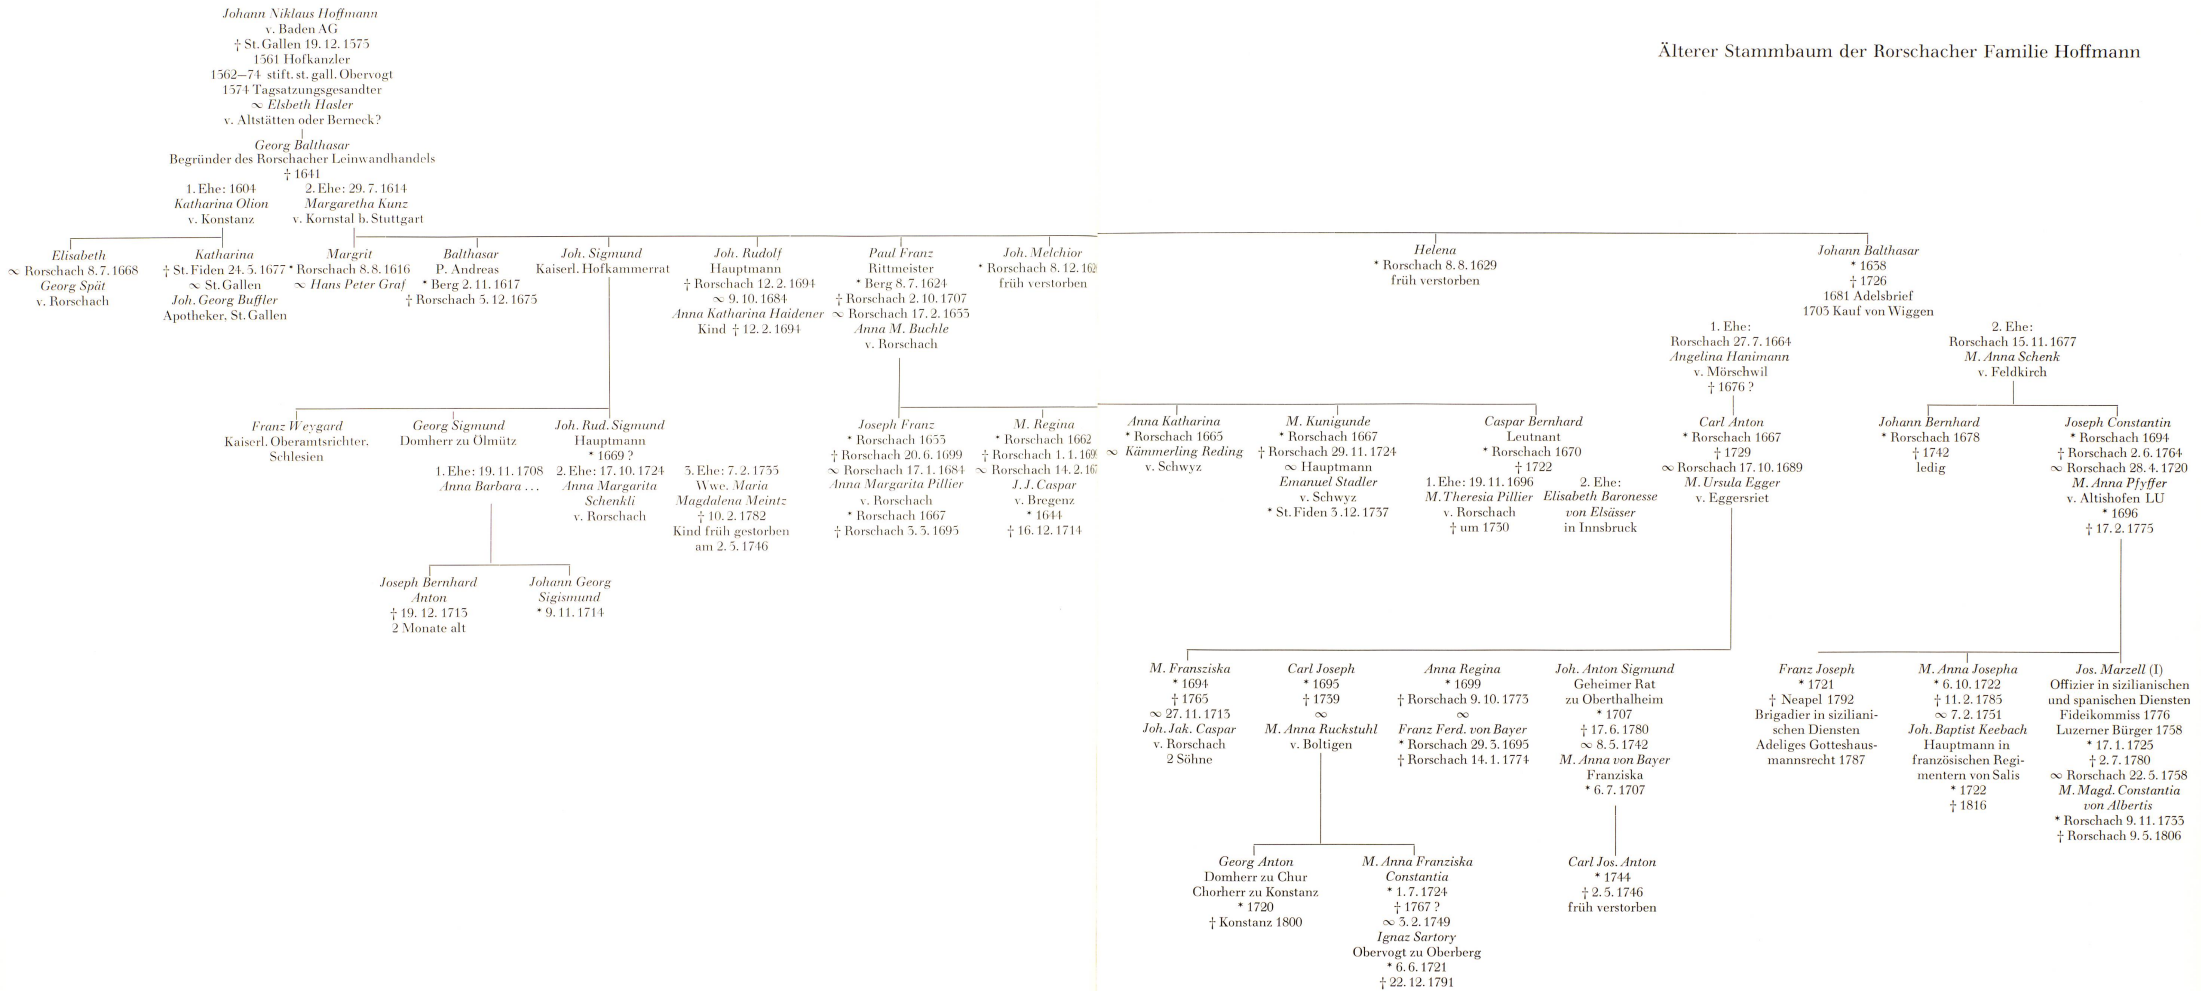 Älterer Stammbaum der Rorschacher Familie Hoffmann
Johann Niklaus Hoffmann
v. Baden AG
† St. Gallen 19. 12. 1575
1561 Hofkanzler
1562–74 stift. st. gall. Obervogt
1574 Tagsatzungsgesandter
∞ Elsbeth Hasler
v. Altstätten oder Berneck?
Georg Balthasar
Begründer des Rorschacher Leinwandhandels
† 1641
1. Ehe: 1604
Katharina Olion
v. Konstanz
2. Ehe: 29. 7. 1614
Margaretha Kunz
v. Kornstal b. Stuttgart
Elisabeth
∞ Rorschach 8. 7. 1668
Georg Spät
v. Rorschach
Katharina
† St. Fiden 24. 5. 1677
∞ St. Gallen
Joh. Georg Buffler
Apotheker, St. Gallen
Margrit
* Rorschach 8. 8. 1616
∞ Hans Peter Graf
Balthasar
P. Andreas
* Berg 2. 11. 1617
† Rorschach 5. 12. 1675
Joh. Sigmund
Kaiserl. Hofkammerrat
Joh. Rudolf
Hauptmann
† Rorschach 12. 2. 1694
∞ 9. 10. 1684
Anna Katharina Haidener
Kind † 12. 2. 1694
Paul Franz
Rittmeister
* Berg 8. 7. 1624
† Rorschach 2. 10. 1707
∞ Rorschach 17. 2. 1653
Anna M. Buchle
v. Rorschach
Joh. Melchior
* Rorschach 8. 12.
früh verstorben
Helena
* Rorschach 8. 8. 1629
früh verstorben
Johann Balthasar
* 1638
† 1726
1681 Adelsbrief
1703 Kauf von Wiggen
1. Ehe:
Rorschach 27. 7. 1664
Angelina Hanimann
v. Mörschwil
† 1676 ?
2. Ehe:
Rorschach 15. 11. 1677
M. Anna Schenk
v. Feldkirch
Franz Weygard
Kaiserl. Oberamtsrichter.
Schlesien
Georg Sigmund
Domherr zu Ölmütz
Joh. Rud. Sigmund
Hauptmann
* 1669 ?
1. Ehe: 19. 11. 1708
Anna Barbara ...
2. Ehe: 17. 10. 1724
Anna Margarita
Schenkli
v. Rorschach
3. Ehe: 7. 2. 1733
Wwe. Maria
Magdalena Meintz
† 10. 2. 1782
Kind früh gestorben
am 2. 3. 1746
Joseph Franz
* Rorschach 1655
† Rorschach 20. 6. 1699
∞ Rorschach 17. 1. 1684
Anna Margarita Pillier
v. Rorschach
* Rorschach 1667
† Rorschach 3. 3. 1693
M. Regina
* Rorschach 1662
† Rorschach 1. 1.
∞ Rorschach 14. 2.
J. J. Caspar
v. Bregenz
* 1644
† 16. 12. 1714
Anna Katharina
* Rorschach 1665
∞ Kämmerling Reding
v. Schwyz
M. Kunigunde
* Rorschach 1667
† Rorschach 29. 11. 1724
∞ Hauptmann
Emanuel Stadler
v. Schwyz
* St. Fiden 3 .12. 1737
Caspar Bernhard
Leutnant
* Rorschach 1670
† 1722
1. Ehe: 19. 11. 1696
M. Theresia Pillier
v. Rorschach
† um 1730
2. Ehe:
Elisabeth Baronesse
von Elsässer
in Innsbruck
Carl Anton
* Rorschach 1667
† 1729
∞ Rorschach 17. 10. 1689
M. Ursula Egger
v. Eggersriet
Johann Bernhard
* Rorschach 1678
† 1742
ledig
Joseph Constantin
* Rorschach 1694
† Rorschach 2. 6. 1764
∞ Rorschach 28. 4. 1720
M. Anna Pfyffer
v. Altishofen LU
* 1696
† 17. 2. 1775
Joseph Bernhard
Anton
† 19. 12. 1713
2 Monate alt
Johann Georg
Sigismund
* 9. 11. 1714
M. Fransziska
* 1694
† 1765
∞ 27. 11. 1713
Joh. Jak. Caspar
v. Rorschach
2 Söhne
Carl Joseph
* 1695
† 1739
∞
M. Anna Ruckstuhl
v. Boltigen
Anna Regina
* 1699
† Rorschach 9. 10. 1773
∞
Franz Ferd. von Bayer
* Rorschach 29. 3. 1695
† Rorschach 14. 1. 1774
Joh. Anton Sigmund
Geheimer Rat
zu Oberthalheim
* 1707
† 17. 6. 1780
∞ 8. 5. 1742
M. Anna von Bayer
Franziska
* 6. 7. 1707
Franz Joseph
* 1721
† Neapel 1792
Brigadier in siziliani-
schen Diensten
Adeliges Gotteshaus-
mannsrecht 1787
M. Anna Josepha
* 6. 10. 1722
† 11. 2. 1785
∞ 7. 2. 1751
Joh. Baptist Keebach
Hauptmann in
französischen Regi-
mentern von Salis
* 1722
† 1816
Jos. Marzell (I)
Offizier in sizilianischen
und spanischen Diensten
Fideikommiss 1776
Luzerner Bürger 1758
* 17. 1. 1725
† 2. 7. 1780
∞ Rorschach 22. 5. 1758
M. Magd. Constantia
von Albertis
* Rorschach 9. 11. 1733
† Rorschach 9. 5. 1806
Georg Anton
Domherr zu Chur
Chorherr zu Konstanz
* 1720
† Konstanz 1800
M. Anna Franziska
Constantia
* 1. 7. 1724
† 1767 ?
∞ 3. 2. 1749
Ignaz Sartory
Obervogt zu Oberberg
* 6. 6. 1721
† 22. 12. 1791
Carl Jos. Anton
* 1744
† 2. 5. 1746
früh verstorben